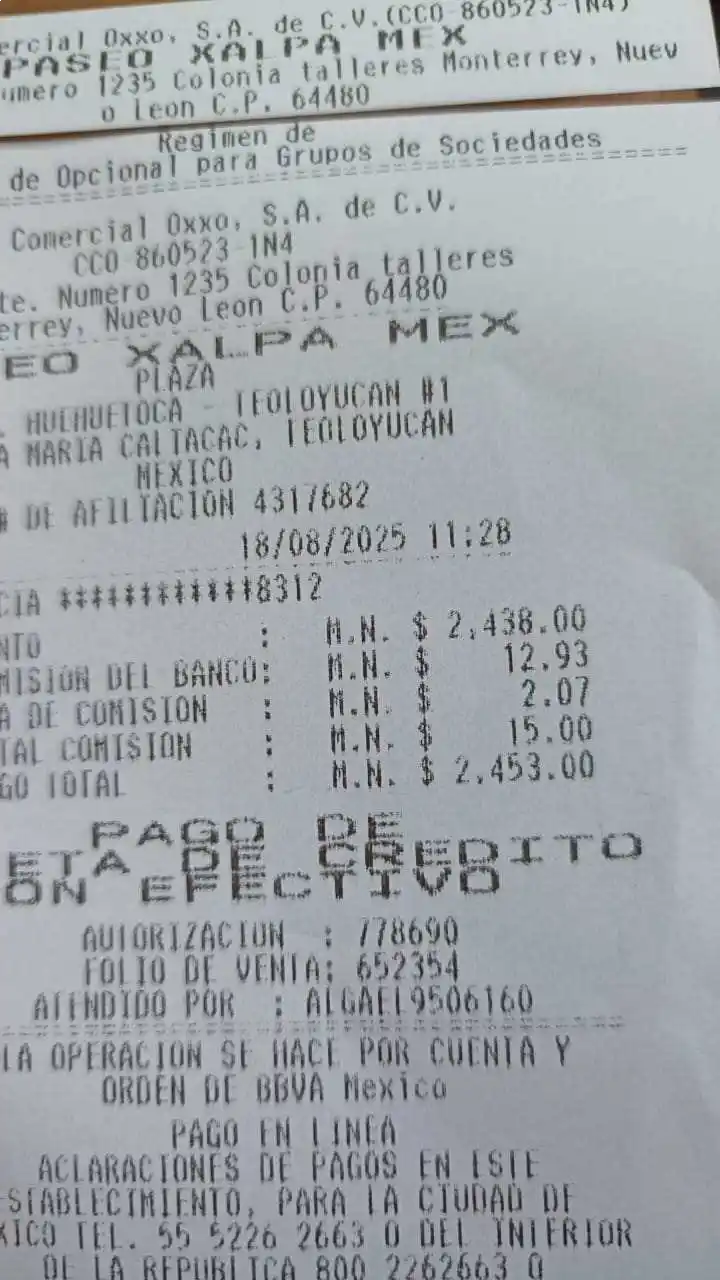 ercial Oxxo, S.A. de C.V.(CCO 860523-1N4)
PASEO XALPA MEX
umero 1235 Colonia talleres Monterrey, Nuev
o Leon C.P. 64480
Regimen de
de Opcional para Grupos de Sociedades
Comercial Oxxo, S.A. de C.V.
CCO 860523 1N4
te. Numero 1235 Colonia talleres
errey, Nuevo Leon C.P. 64480
EO XALPA MEX
PLAZA
. HUEHUETOCA - TEOLOYUCAN #1
A MARIA CALTACAC, TEOLOYUCAN
MEXICO
# DE AFILIACION 4317682
18/08/2025 11:28
CIA ************8312
NTO : M.N. $ 2,438.00
MISION DEL BANCO: M.N. $ 12.93
A DE COMISION : M.N. $ 2.07
TAL COMISION : M.N. $ 15.00
GO TOTAL : M.N. $ 2,453.00
PAGO DE
ETA DE CREDITO
ON EFECTIVO
AUTORIZACION : 778690
FOLIO DE VENTA: 652354
ATENDIDO POR : ALGAEL9506160
LA OPERACION SE HACE POR CUENTA Y
ORDEN DE BBVA Mexico
PAGO EN LINEA
ACLARACIONES DE PAGOS EN ESTE
STABLECIMIENTO, PARA LA CIUDAD DE
XICO TEL. 55 5226 2663 O DEL INTERIOR
DE LA REPUBLICA 800 2262663 O